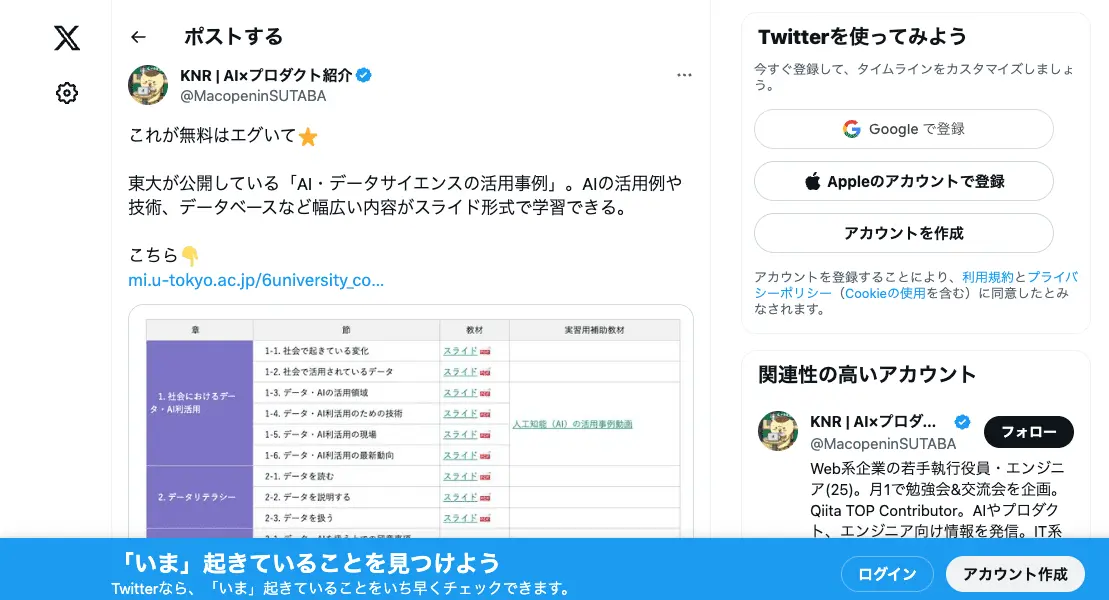 ポストする
KNR | AI×プロダクト紹介
@MacopeninSUTABA
これが無料はエグいて⭐
東大が公開している「AI・データサイエンスの活用事例」。AIの活用例や
技術、データベースなど幅広い内容がスライド形式で学習できる。
こちら👇
mi.u-tokyo.ac.jp/6university_co...
章 節 教材 実習用補助教材
1. 社会におけるデー
タ・AI利活用
1-1. 社会で起きている変化 スライド
1-2. 社会で活用されているデータ スライド
1-3. データ・AIの活用領域 スライド
1-4. データ・AI利活用のための技術 スライド
人工知能（AI）の活用事例動画
1-5. データ・AI利活用の現場 スライド
1-6. データ・AI利活用の最新動向 スライド
2. データリテラシー
2-1. データを読む スライド
2-2. データを説明する スライド
2-3. データを扱う スライド
Twitterを使ってみよう
今すぐ登録して、タイムラインをカスタマイズしましょ
う。
Google で登録
Appleのアカウントで登録
アカウントを作成
アカウントを登録することにより、利用規約とプライバ
シーポリシー（Cookieの使用を含む）に同意したとみ
なされます。
関連性の高いアカウント
KNR | AI×プロダ...
@MacopeninSUTABA
フォロー
Web系企業の若手執行役員・エンジニ
ア(25)。月1で勉強会&交流会を企画。
Qiita TOP Contributor。AIやプロダク
ト、エンジニア向け情報を発信。IT系
「いま」起きていることを見つけよう
Twitterなら、「いま」起きていることをいち早くチェックできます。
ログイン
アカウント作成